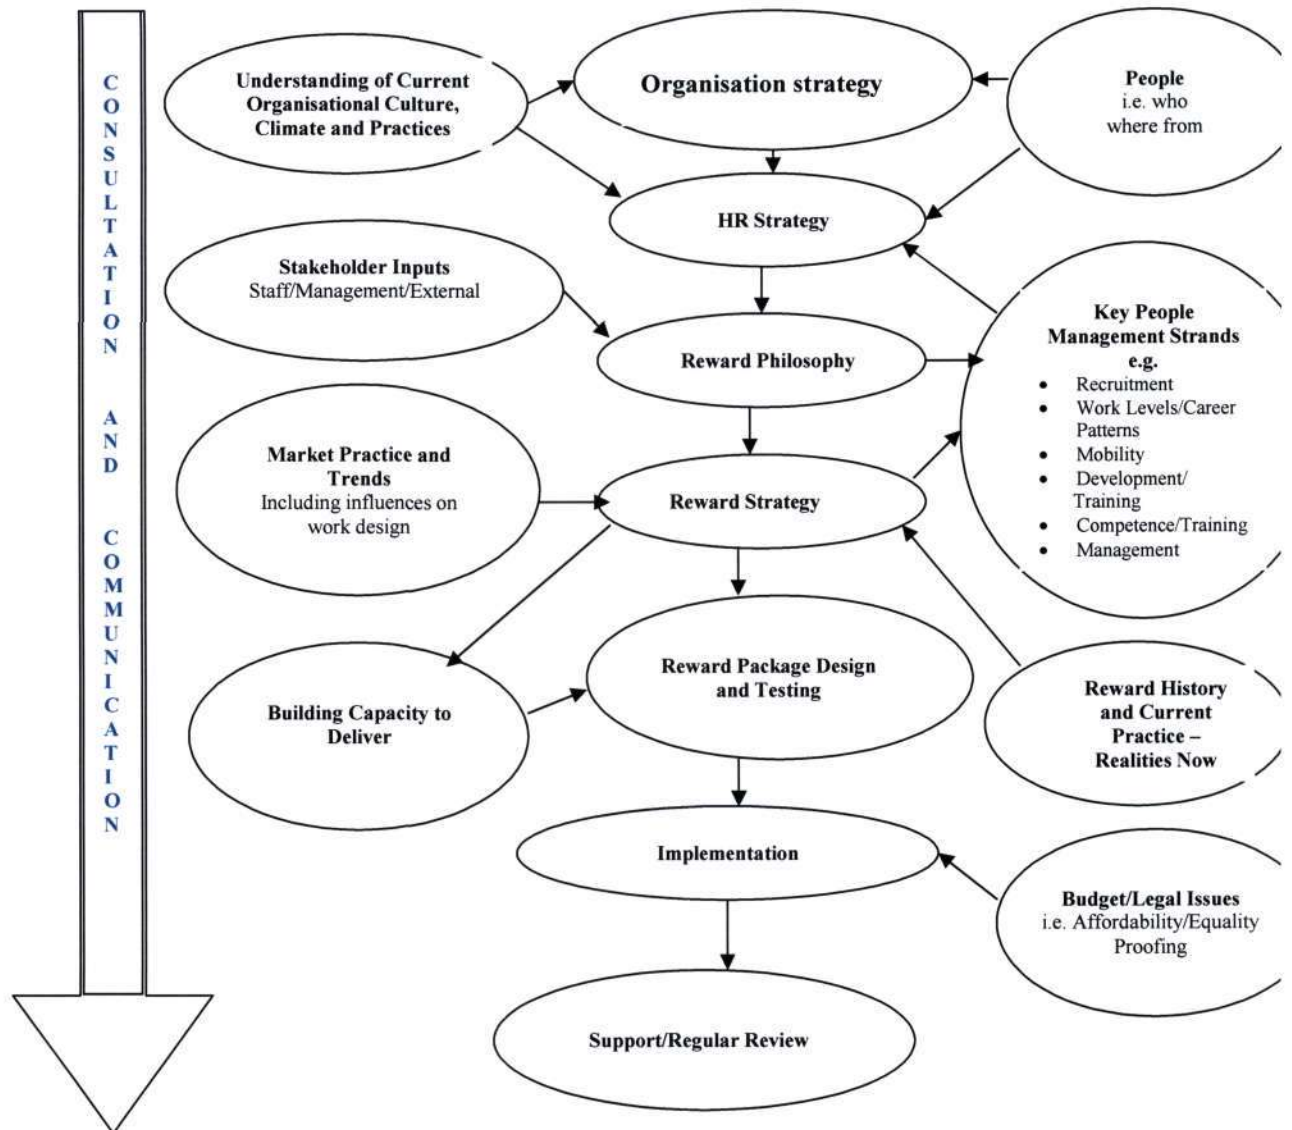 CONSULTATION AND COMMUNICATION
Understanding of Current
Organisational Culture,
Climate and Practices
Organisation strategy
People
i.e. who
where from
HR Strategy
Stakeholder Inputs
Staff/Management/External
Key People
Management Strands
e.g.
• Recruitment
• Work Levels/Career
Patterns
• Mobility
• Development/
Training
• Competence/Training
• Management
Reward Philosophy
Market Practice and
Trends
Including influences on
work design
Reward Strategy
Reward Package Design
and Testing
Reward History
and Current
Practice –
Realities Now
Building Capacity to
Deliver
Implementation
Budget/Legal Issues
i.e. Affordability/Equality
Proofing
Support/Regular Review